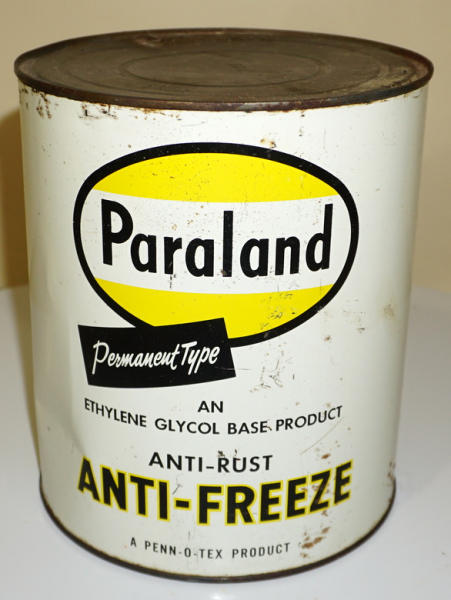 Paraland
Permanent Type
AN
ETHYLENE GLYCOL BASE PRODUCT
ANTI-RUST
ANTI-FREEZE
A PENN-O-TEX PRODUCT